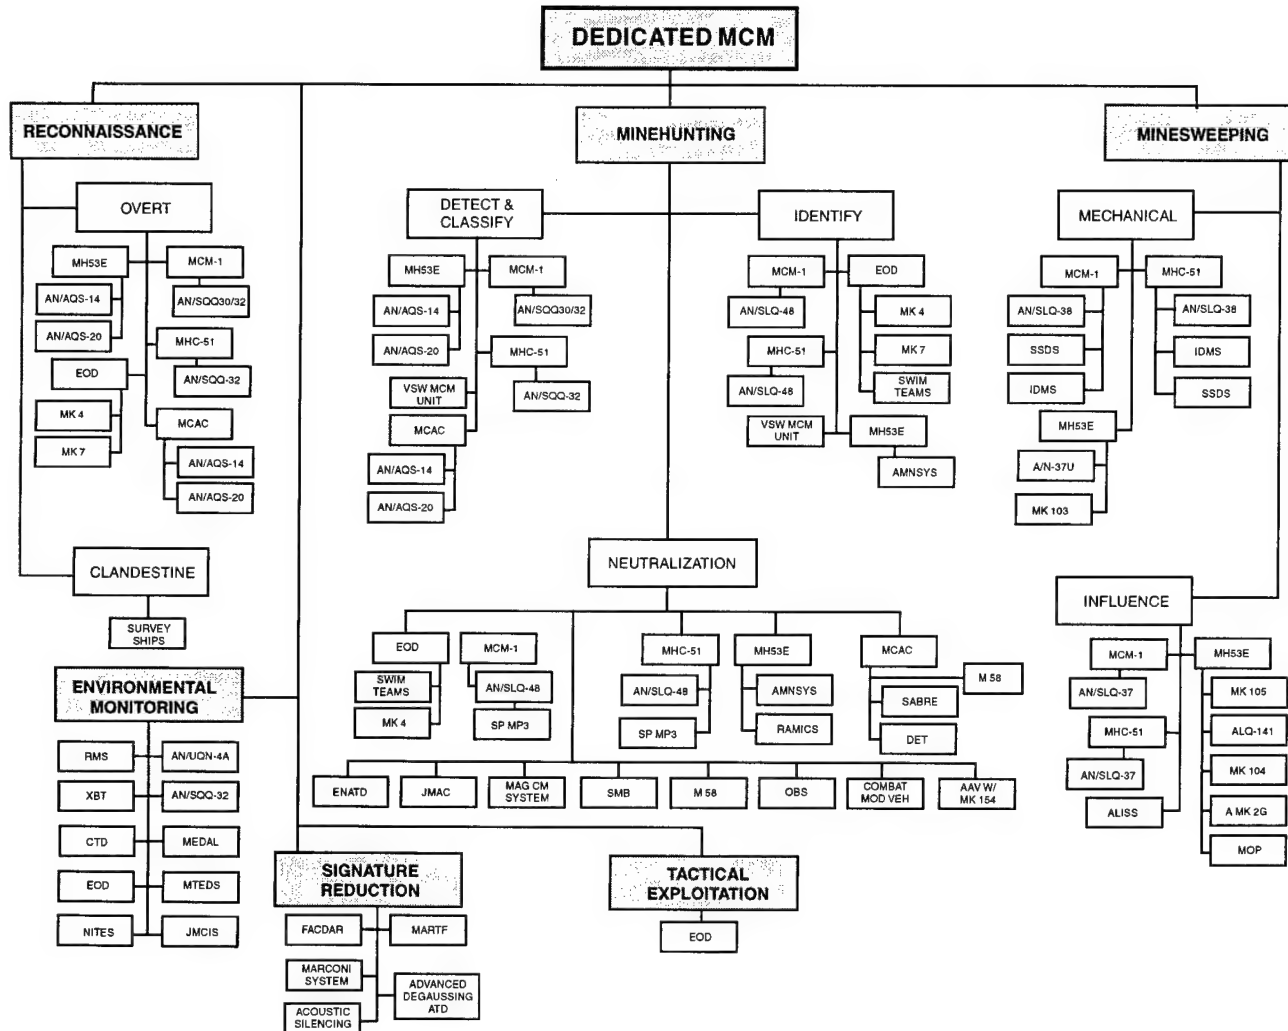 DEDICATED MCM
RECONNAISSANCE
MINEHUNTING
MINESWEEPING
OVERT
MH53E
MCM-1
AN/AQS-14
AN/SQQ30/32
AN/AQS-20
MHC-51
EOD
AN/SQQ-32
MK 4
MCAC
MK 7
AN/AQS-14
AN/AQS-20
CLANDESTINE
SURVEY
SHIPS
DETECT &
CLASSIFY
MH53E
MCM-1
AN/AQS-14
AN/SQQ30/32
AN/AQS-20
MHC-51
VSW MCM
UNIT
AN/SQQ-32
MCAC
AN/AQS-14
AN/AQS-20
IDENTIFY
MCM-1
EOD
AN/SLQ-48
MK 4
MHC-51
MK 7
AN/SLQ-48
SWIM
TEAMS
VSW MCM
UNIT
MH53E
AMNSYS
MECHANICAL
MCM-1
MHC-51
AN/SLQ-38
AN/SLQ-38
SSDS
IDMS
IDMS
SSDS
MH53E
A/N-37U
MK 103
NEUTRALIZATION
EOD
SWIM
TEAMS
MK 4
MCM-1
AN/SLQ-48
SP MP3
MHC-51
AN/SLQ-48
SP MP3
MH53E
AMNSYS
RAMICS
MCAC
M 58
SABRE
DET
ENATD
JMAC
MAG CM
SYSTEM
SMB
M 58
OBS
COMBAT
MOD VEH
AAV W/
MK 154
INFLUENCE
MCM-1
MH53E
AN/SLQ-37
MK 105
MHC-51
ALQ-141
AN/SLQ-37
MK 104
ALISS
A MK 2G
MOP
ENVIRONMENTAL
MONITORING
RMS
AN/UQN-4A
XBT
AN/SQQ-32
CTD
MEDAL
EOD
MTEDS
NITES
JMCIS
SIGNATURE
REDUCTION
FACDAR
MARTF
MARCONI
SYSTEM
ADVANCED
DEGAUSSING
ATD
ACOUSTIC
SILENCING
TACTICAL
EXPLOITATION
EOD